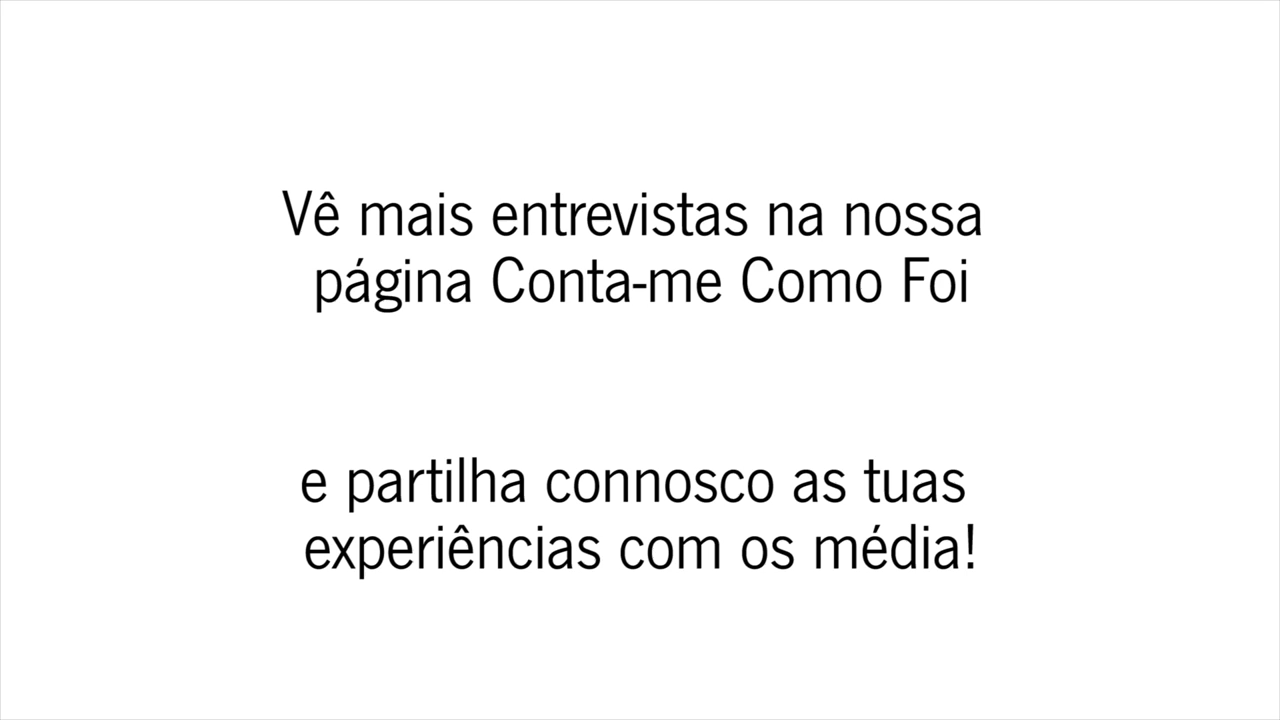 Vê mais entrevistas na nossa
página Conta-me Como Foi
e partilha connosco as tuas
experiências com os média!